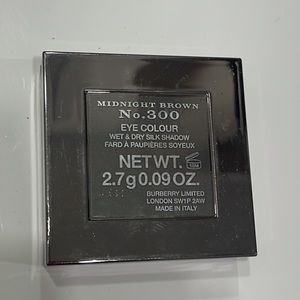 MIDNIGHT BROWN
No.300
EYE COLOUR
WET & DRY SILK SHADOW
FARD À PAUPIÈRES SOYEUX
NET WT.
2.7g 0.09 OZ.
BURBERRY LIMITED
LONDON SW1P 2AW
MADE IN ITALY